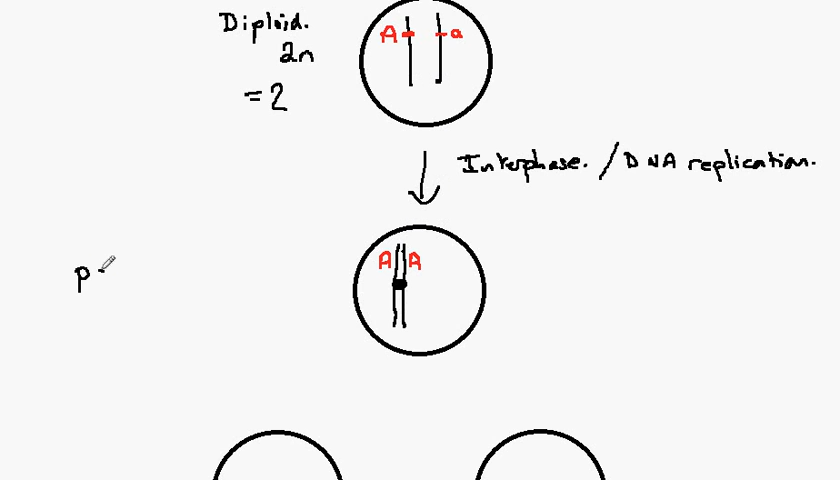 Diploid.
2n
= 2
A a
Interphase. / DNA replication.
A A
P